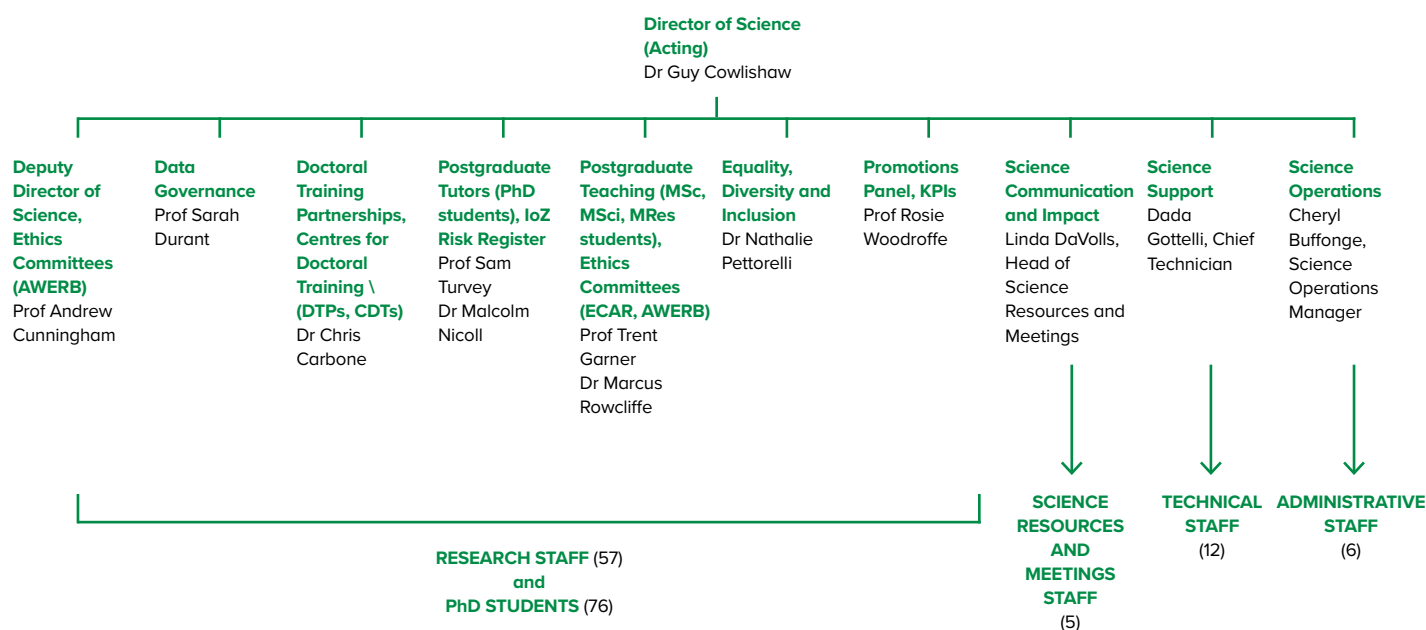 Director of Science
(Acting)
Dr Guy Cowlishaw
Deputy
Director of
Science,
Ethics
Committees
(AWERB)
Prof Andrew
Cunningham
Data
Governance
Prof Sarah
Durant
Doctoral
Training
Partnerships,
Centres for
Doctoral
Training \
(DTPs, CDTs)
Dr Chris
Carbone
Postgraduate
Tutors (PhD
students), IoZ
Risk Register
Prof Sam
Turvey
Dr Malcolm
Nicoll
Postgraduate
Teaching (MSc,
MSci, MRes
students),
Ethics
Committees
(ECAR, AWERB)
Prof Trent
Garner
Dr Marcus
Rowcliffe
Equality,
Diversity and
Inclusion
Dr Nathalie
Pettorelli
Promotions
Panel, KPIs
Prof Rosie
Woodroffe
Science
Communication
and Impact
Linda DaVolls,
Head of
Science
Resources and
Meetings
Science
Support
Dada
Gottelli, Chief
Technician
Science
Operations
Cheryl
Buffonge,
Science
Operations
Manager
RESEARCH STAFF (57)
and
PhD STUDENTS (76)
SCIENCE
RESOURCES
AND
MEETINGS
STAFF
(5)
TECHNICAL
STAFF
(12)
ADMINISTRATIVE
STAFF
(6)